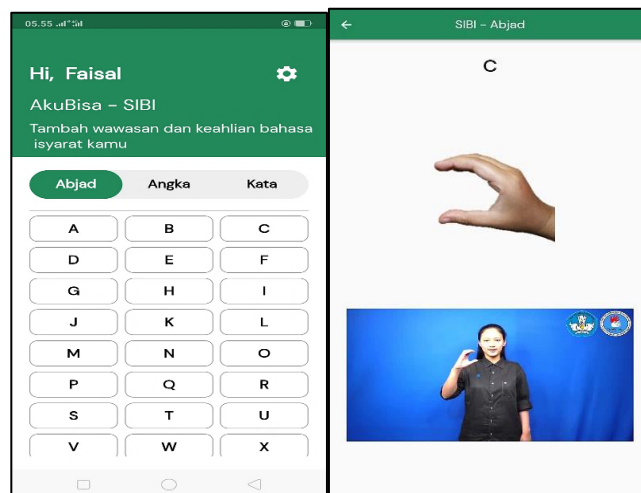 05.55
Hi, Faisal
AkuBisa – SIBI
Tambah wawasan dan keahlian bahasa
isyarat kamu
Abjad Angka Kata
A B C
D E F
G H I
J K L
M N O
P Q R
S T U
V W X
SIBI – Abjad
C